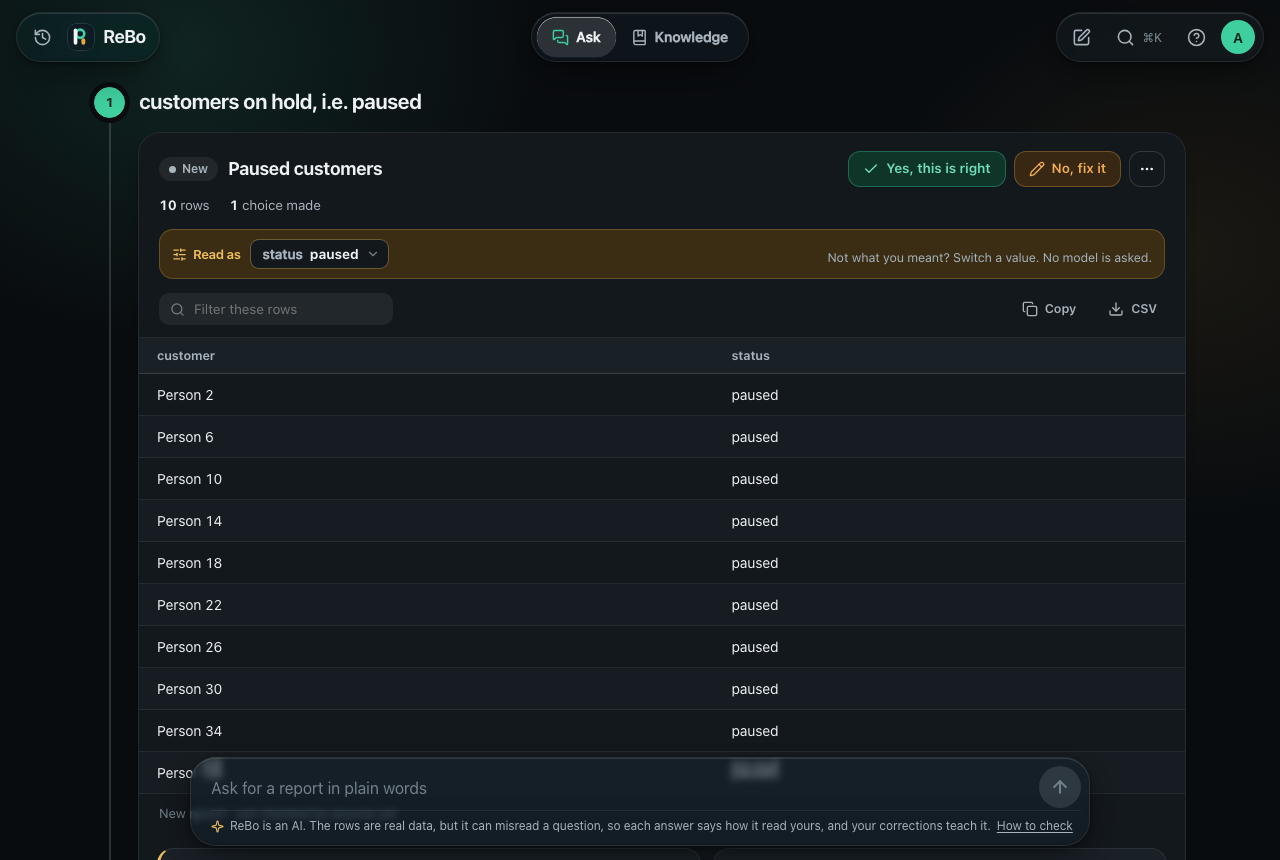 ReBo
Ask
Knowledge
⌘K
A
1
customers on hold, i.e. paused
New
Paused customers
Yes, this is right
No, fix it
10 rows
1 choice made
Read as
status paused
Not what you meant? Switch a value. No model is asked.
Filter these rows
Copy
CSV
customer status
Person 2 paused
Person 6 paused
Person 10 paused
Person 14 paused
Person 18 paused
Person 22 paused
Person 26 paused
Person 30 paused
Person 34 paused
Perso
Ask for a report in plain words
New
ReBo is an AI. The rows are real data, but it can misread a question, so each answer says how it read yours, and your corrections teach it. How to check